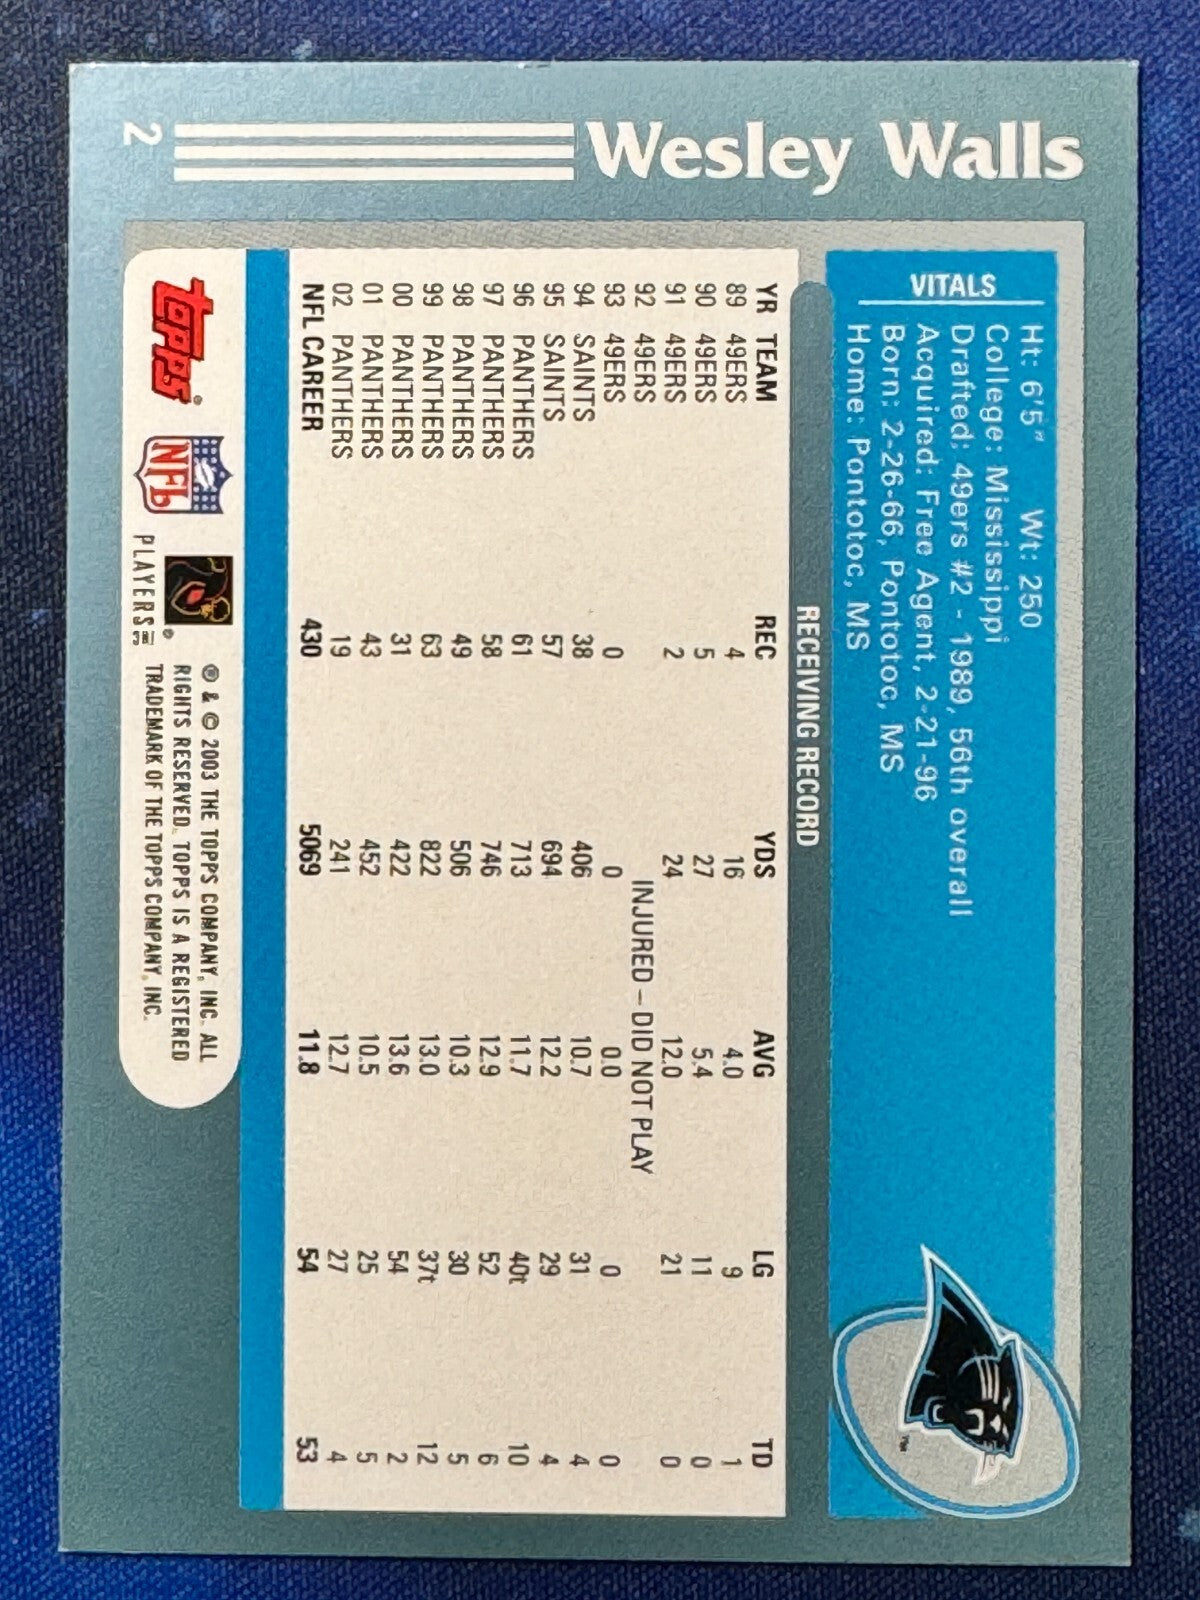 2
Wesley Walls
VITALS
Ht: 6'5" Wt: 250
College: Mississippi
Drafted: 49ers #2 - 1989, 56th overall
Acquired: Free Agent, 2-21-96
Born: 2-26-66, Pontotoc, MS
Home: Pontotoc, MS
RECEIVING RECORD
YR TEAM REC YDS AVG LG TD
89 49ERS 4 16 4.0 9 1
90 49ERS 5 27 5.4 11 0
91 49ERS 2 24 12.0 21 0
92 49ERS INJURED – DID NOT PLAY
93 49ERS 0 0 0.0 0 0
94 SAINTS 38 406 10.7 31 4
95 SAINTS 57 694 12.2 29 4
96 PANTHERS 61 713 11.7 40t 10
97 PANTHERS 58 746 12.9 52 6
98 PANTHERS 49 506 10.3 30 5
99 PANTHERS 63 822 13.0 37t 12
00 PANTHERS 31 422 13.6 54 2
01 PANTHERS 43 452 10.5 25 5
02 PANTHERS 19 241 12.7 27 4
NFL CAREER 430 5069 11.8 54 53
TOPPS®
NFL
PLAYERS
® & © 2003 THE TOPPS COMPANY, INC. ALL
RIGHTS RESERVED. TOPPS IS A REGISTERED
TRADEMARK OF THE TOPPS COMPANY, INC.